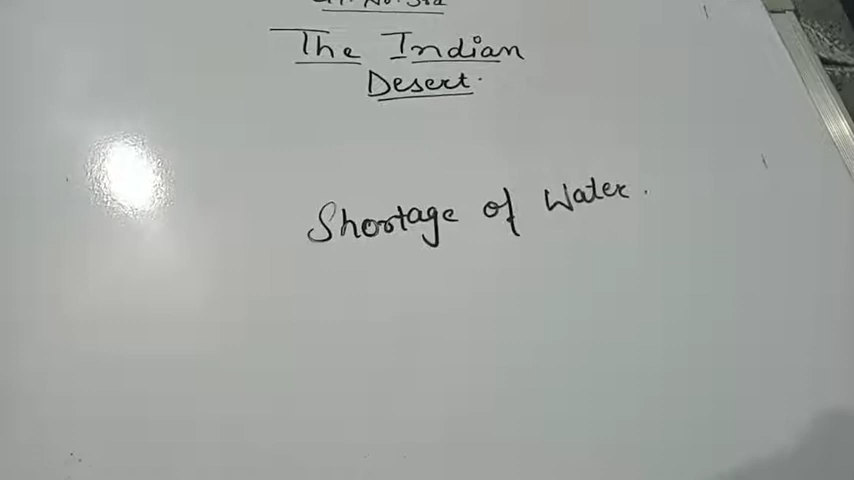 The Indian
Desert.
Shortage of Water.